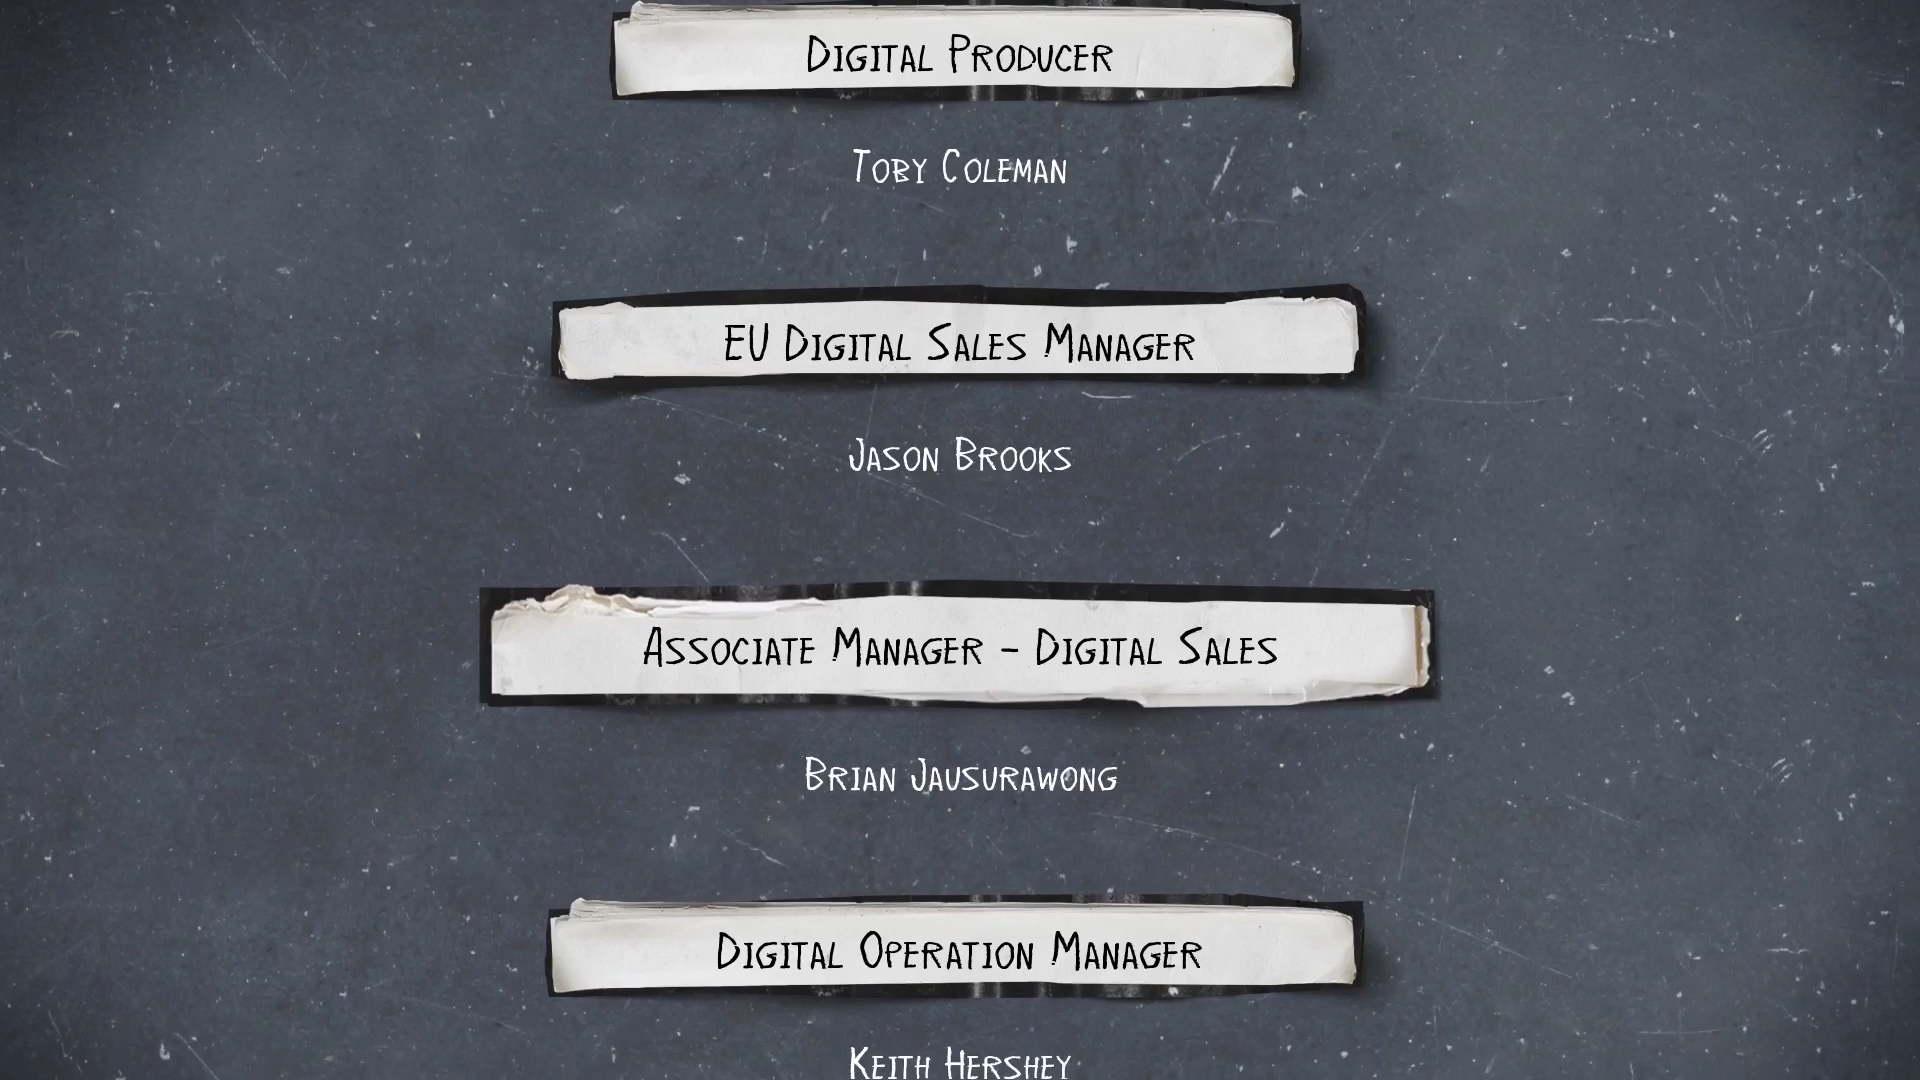 Digital Producer
Toby Coleman
EU Digital Sales Manager
Jason Brooks
Associate Manager - Digital Sales
Brian Jausurawong
Digital Operation Manager
Keith Hershey